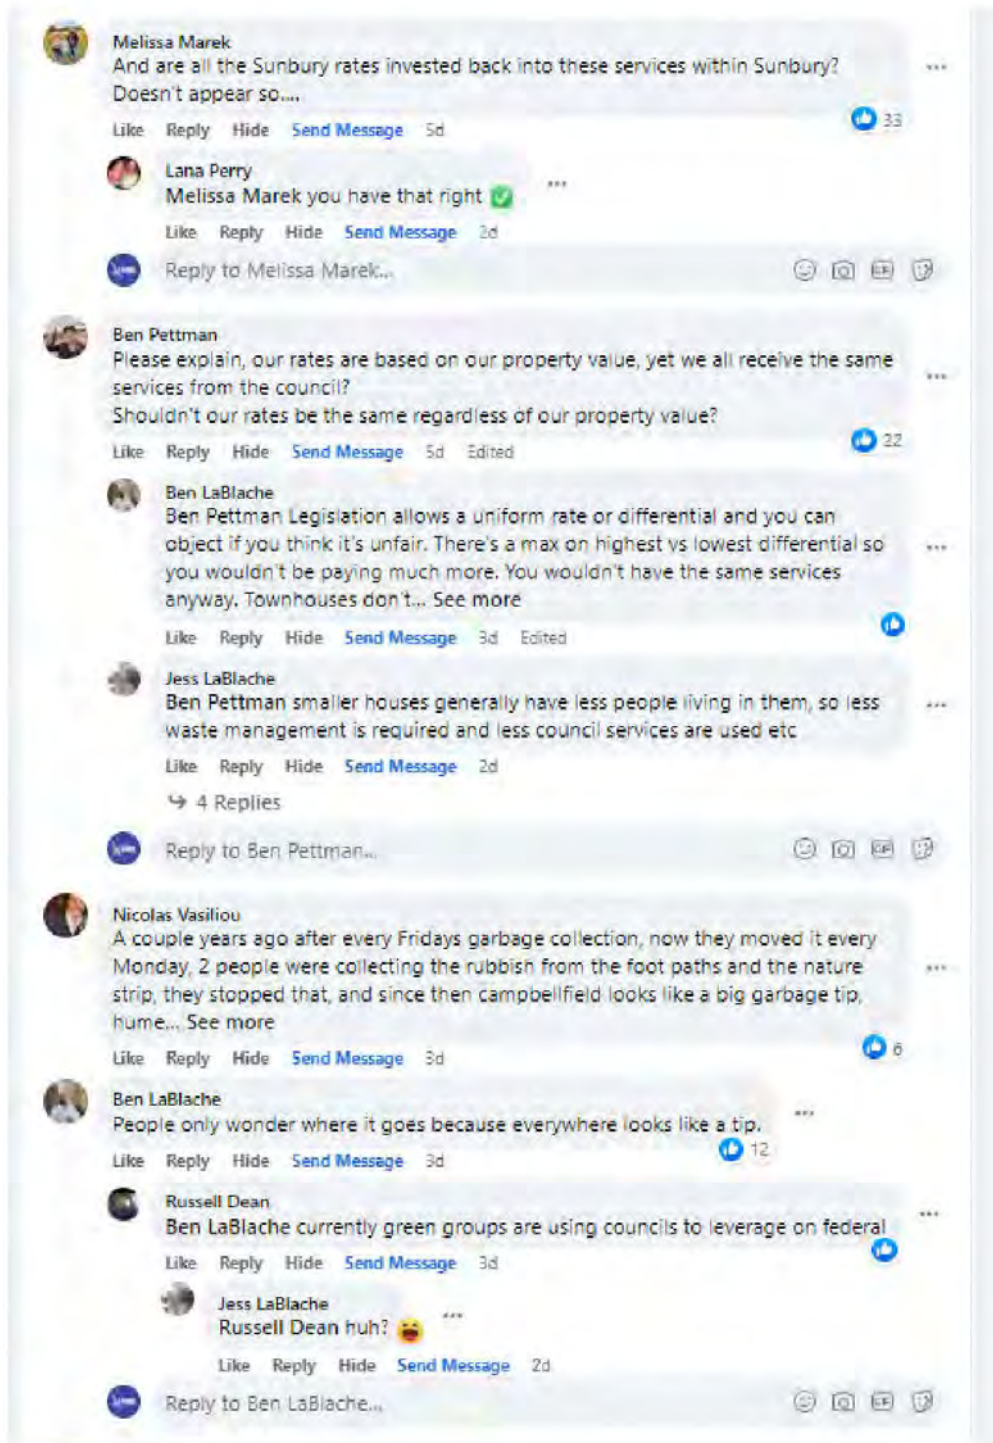 Melissa Marek
And are all the Sunbury rates invested back into these services within Sunbury?
Doesn't appear so....
Like Reply Hide Send Message 5d
33
Lana Perry
Melissa Marek you have that right ✅
Like Reply Hide Send Message 2d
Reply to Melissa Marek...
Ben Pettman
Please explain, our rates are based on our property value, yet we all receive the same
services from the council?
Shouldn't our rates be the same regardless of our property value?
Like Reply Hide Send Message 5d Edited
22
Ben LaBlache
Ben Pettman Legislation allows a uniform rate or differential and you can
object if you think it's unfair. There's a max on highest vs lowest differential so
you wouldn't be paying much more. You wouldn't have the same services
anyway. Townhouses don't... See more
Like Reply Hide Send Message 3d Edited
Jess LaBlache
Ben Pettman smaller houses generally have less people living in them, so less
waste management is required and less council services are used etc
Like Reply Hide Send Message 2d
4 Replies
Reply to Ben Pettman...
Nicolas Vasiliou
A couple years ago after every Fridays garbage collection, now they moved it every
Monday, 2 people were collecting the rubbish from the foot paths and the nature
strip, they stopped that, and since then campbellfield looks like a big garbage tip,
hume... See more
Like Reply Hide Send Message 3d
6
Ben LaBlache
People only wonder where it goes because everywhere looks like a tip.
12
Like Reply Hide Send Message 3d
Russell Dean
Ben LaBlache currently green groups are using councils to leverage on federal
Like Reply Hide Send Message 3d
Jess LaBlache
Russell Dean huh? 😆
Like Reply Hide Send Message 2d
Reply to Ben LaBlache...